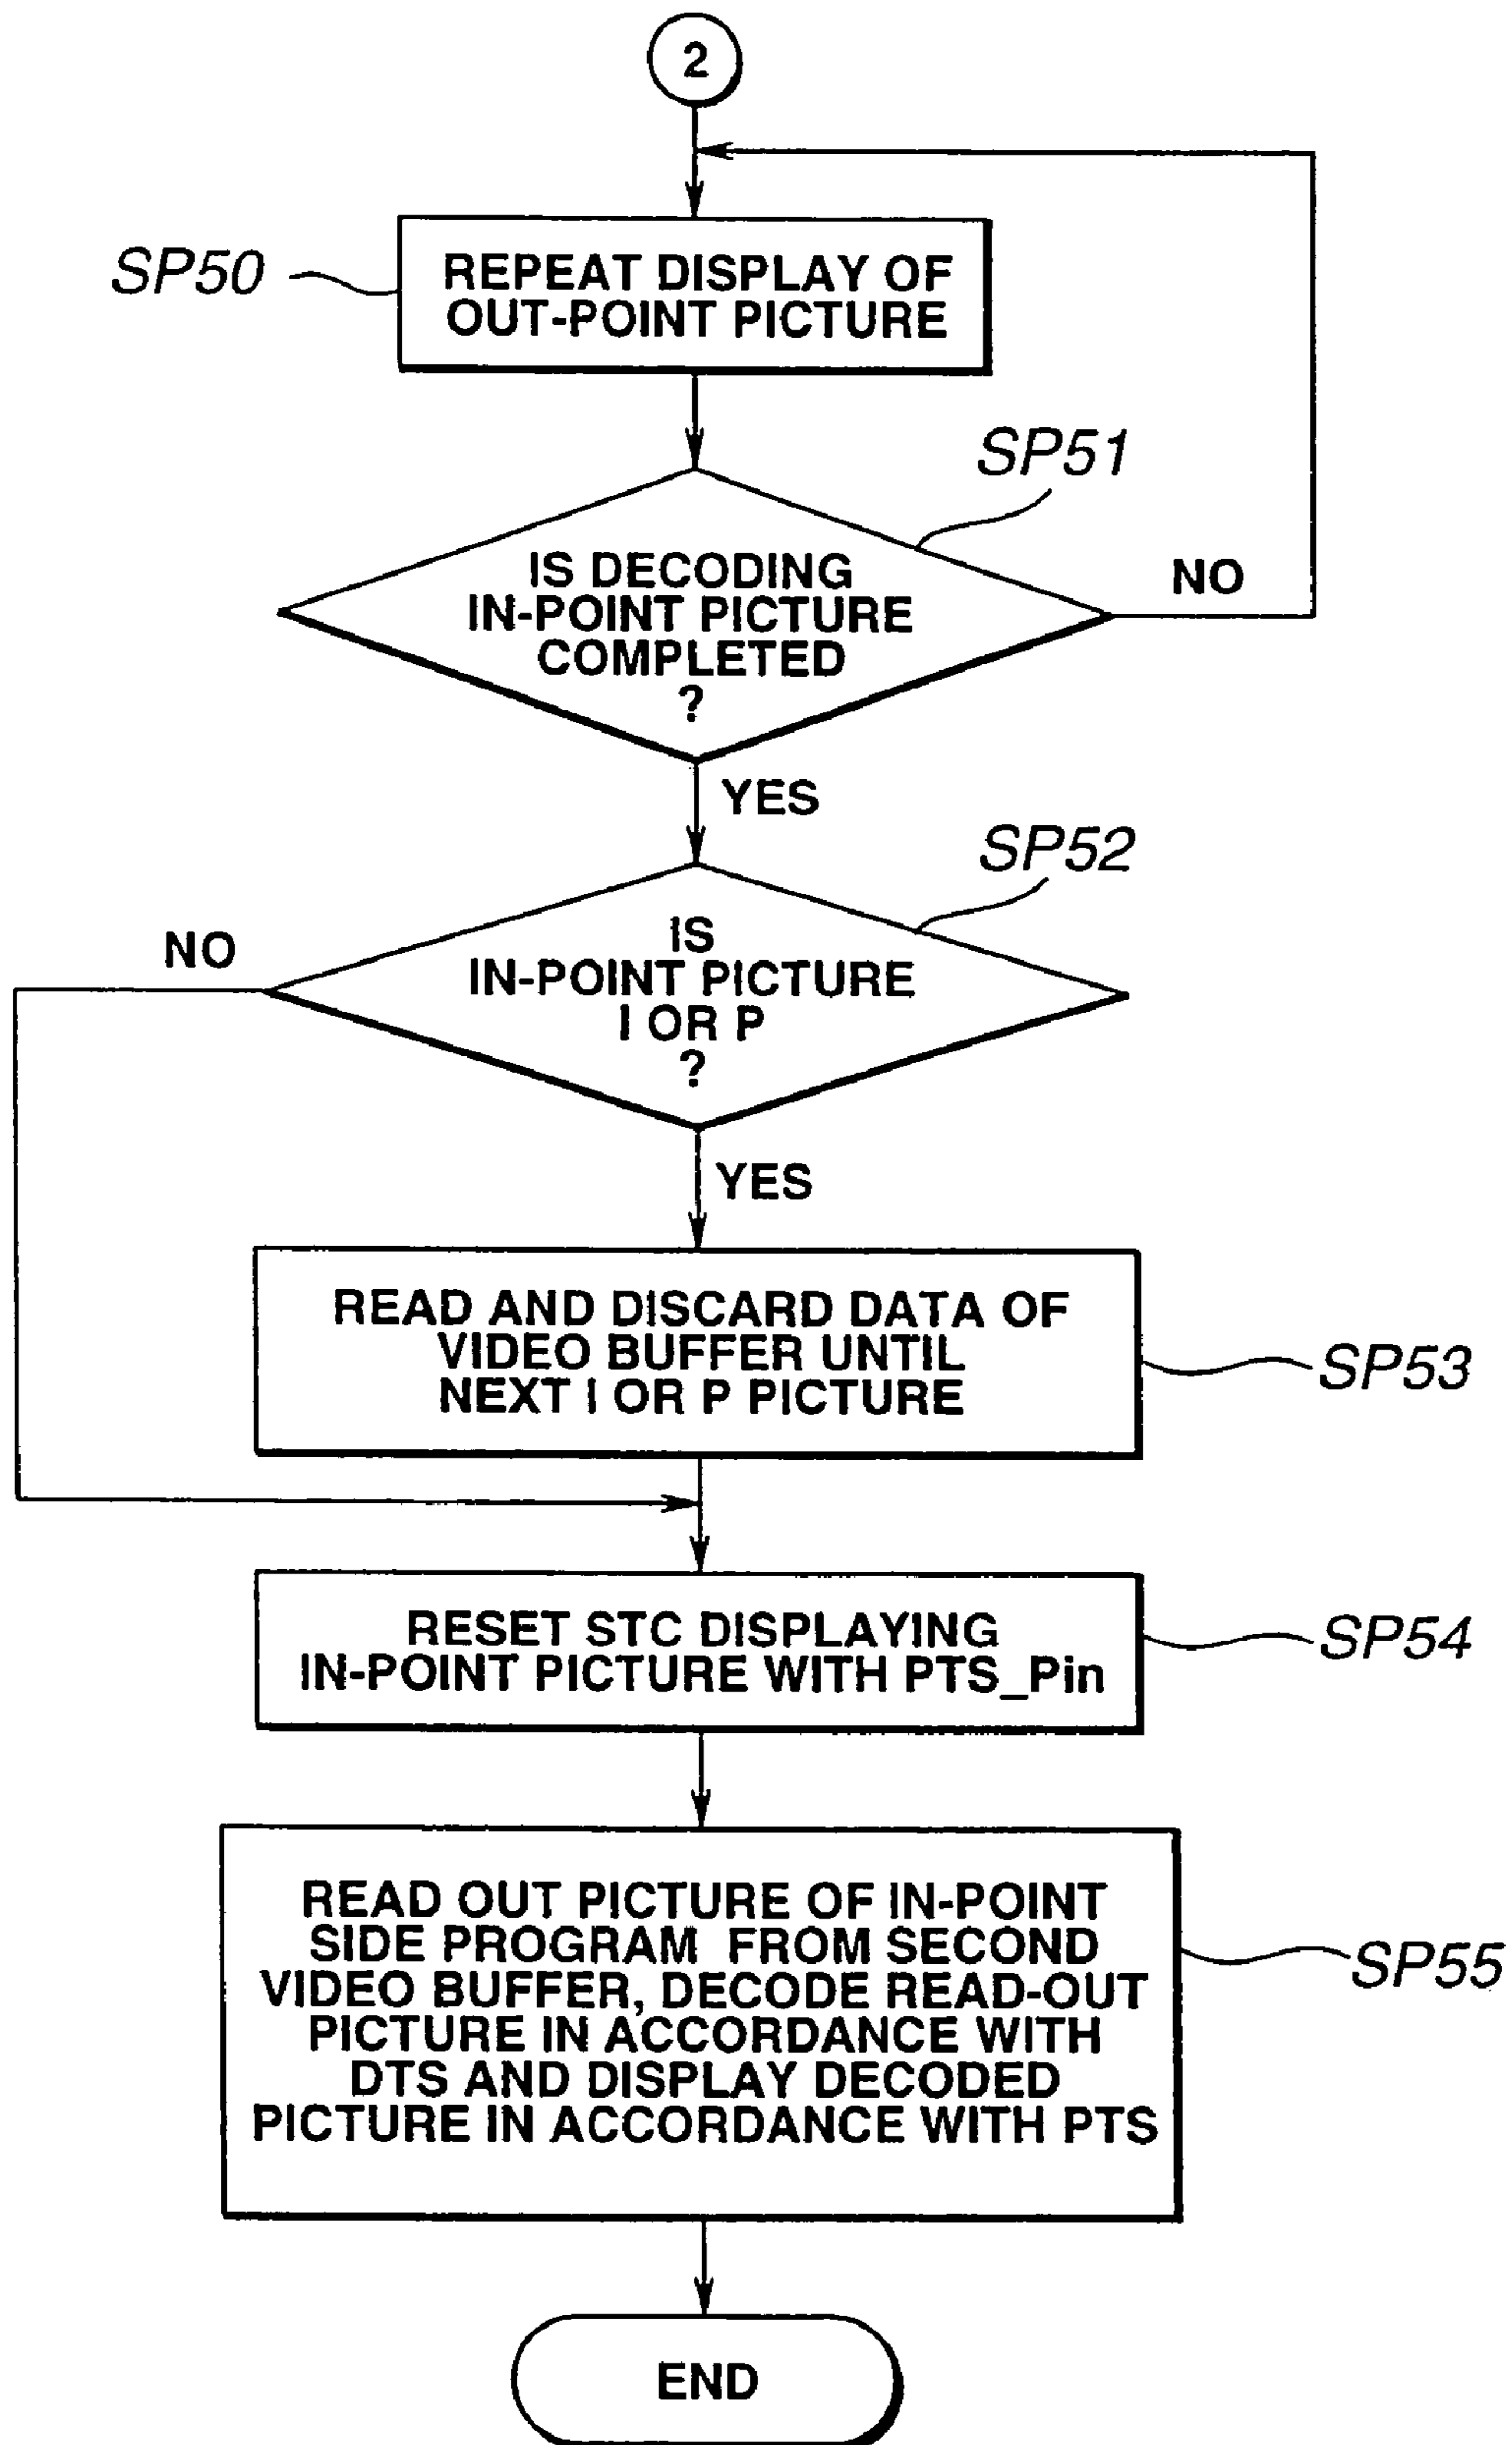 2
SP50
REPEAT DISPLAY OF
OUT-POINT PICTURE
SP51
IS DECODING
IN-POINT PICTURE
COMPLETED
?
NO
YES
SP52
NO
IS
IN-POINT PICTURE
I OR P
?
YES
READ AND DISCARD DATA OF
VIDEO BUFFER UNTIL
NEXT I OR P PICTURE
SP53
RESET STC DISPLAYING
IN-POINT PICTURE WITH PTS_Pin
SP54
READ OUT PICTURE OF IN-POINT
SIDE PROGRAM FROM SECOND
VIDEO BUFFER, DECODE READ-OUT
PICTURE IN ACCORDANCE WITH
DTS AND DISPLAY DECODED
PICTURE IN ACCORDANCE WITH PTS
SP55
END